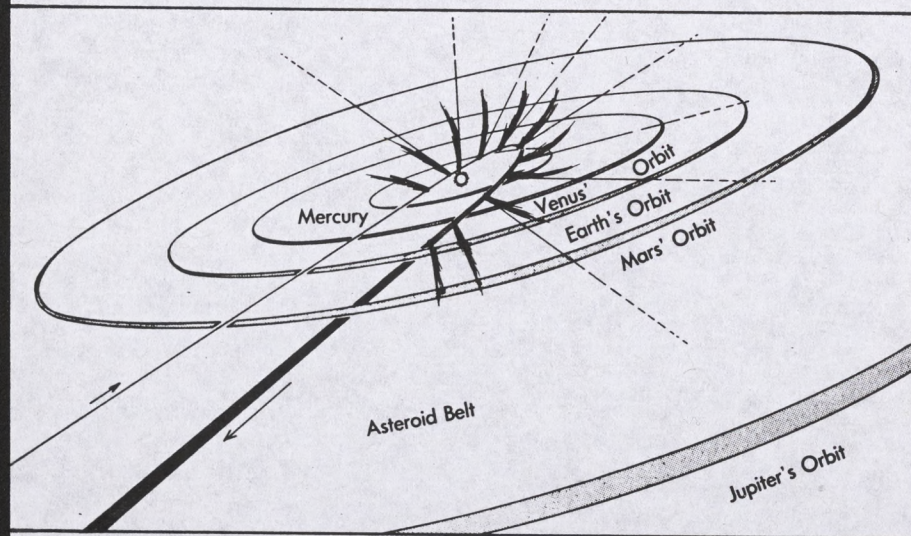 Mercury
Venus' Orbit
Earth's Orbit
Mars' Orbit
Asteroid Belt
Jupiter's Orbit